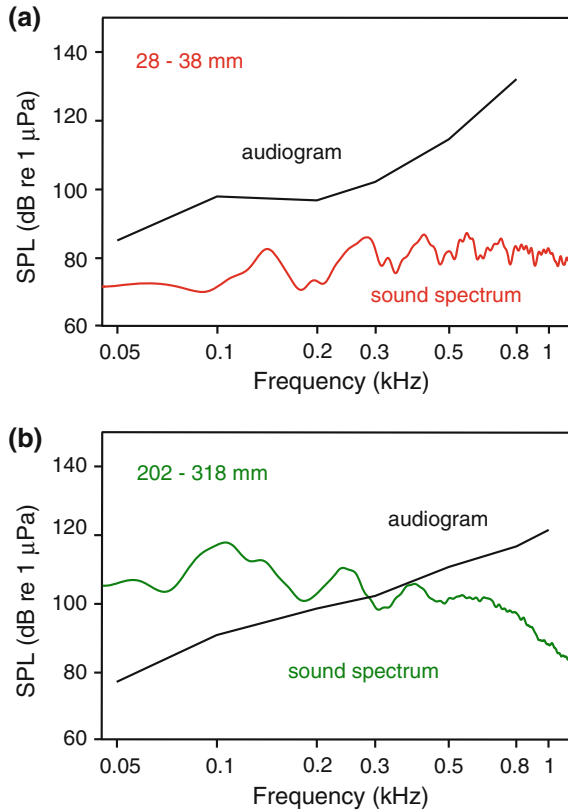 (a)
140
120
100
80
60
SPL (dB re 1 µPa)
28 - 38 mm
audiogram
sound spectrum
0.05 0.1 0.2 0.3 0.5 0.8 1
Frequency (kHz)
(b)
140
120
100
80
60
SPL (dB re 1 µPa)
202 - 318 mm
audiogram
sound spectrum
0.05 0.1 0.2 0.3 0.5 0.8 1
Frequency (kHz)